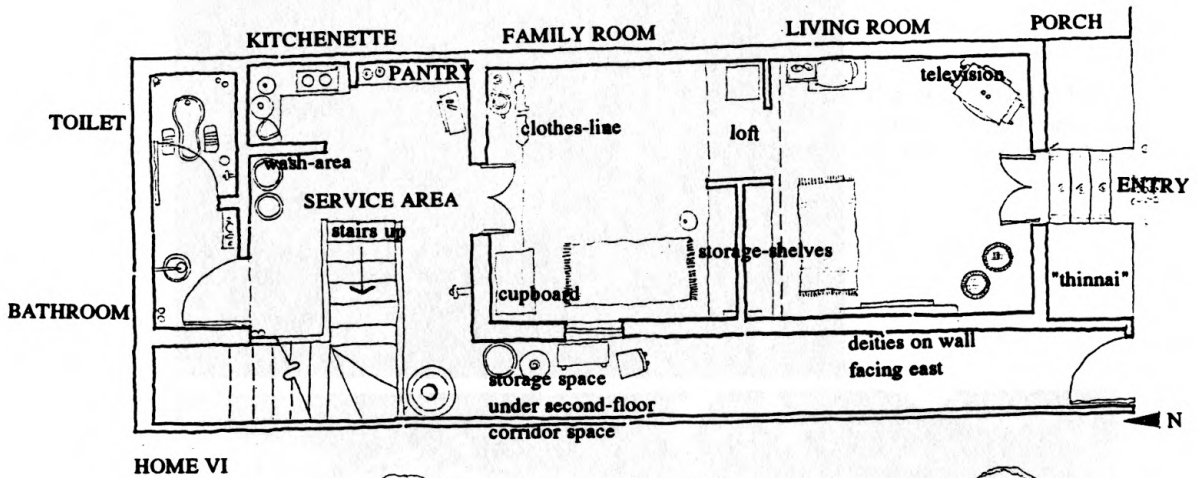 KITCHENETTE
FAMILY ROOM
LIVING ROOM
PORCH
PANTRY
television
TOILET
clothes-line
loft
wash-area
ENTRY
SERVICE AREA
stairs up
storage-shelves
"thinnai"
cupboard
BATHROOM
deities on wall
facing east
storage space
under second-floor
corridor space
N
HOME VI